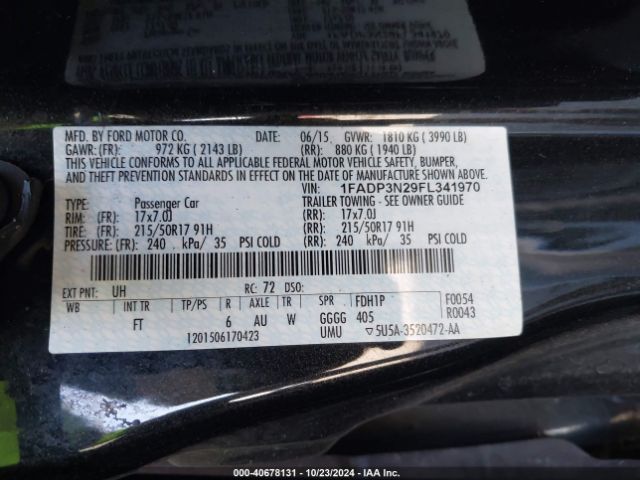 MFD. BY FORD MOTOR CO. DATE: 06/15 GVWR: 1810 KG ( 3990 LB)
GAWR: (FR): 972 KG ( 2143 LB) (RR): 880 KG ( 1940 LB)
THIS VEHICLE CONFORMS TO ALL APPLICABLE FEDERAL MOTOR VEHICLE SAFETY, BUMPER,
AND THEFT PREVENTION STANDARDS IN EFFECT ON THE DATE OF MANUFACTURE SHOWN ABOVE.
VIN: 1FADP3N29FL341970
TYPE: Passenger Car TRAILER TOWING - SEE OWNER GUIDE
RIM: (FR): 17x7.0J (RR): 17x7.0J
TIRE: (FR): 215/50R17 91H (RR): 215/50R17 91H
PRESSURE: (FR): 240 kPa/ 35 PSI COLD (RR): 240 kPa/ 35 PSI COLD
EXT PNT: UH RC: 72 DSO: FDH1P F0054
WB INT TR TP/PS R AXLE TR SPR 405 R0043
FT 6 AU W GGGG
1201506170423 UMU ▽5U5A-3520472-AA
00-40678131 - 10/23/2024 - IAA Inc.